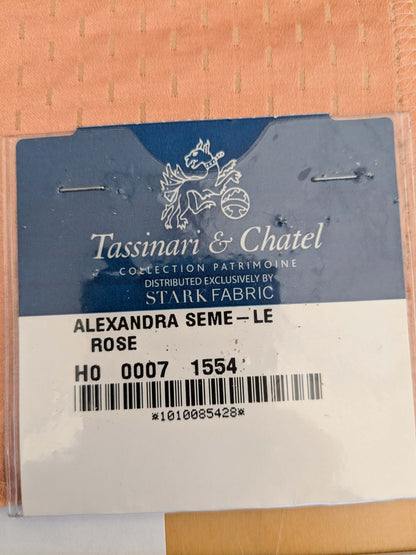 Tassinari & Chatel
COLLECTION PATRIMOINE
DISTRIBUTED EXCLUSIVELY BY
STARK FABRIC
ALEXANDRA SEME-LE
ROSE
H0 0007 1554
*1010085428*